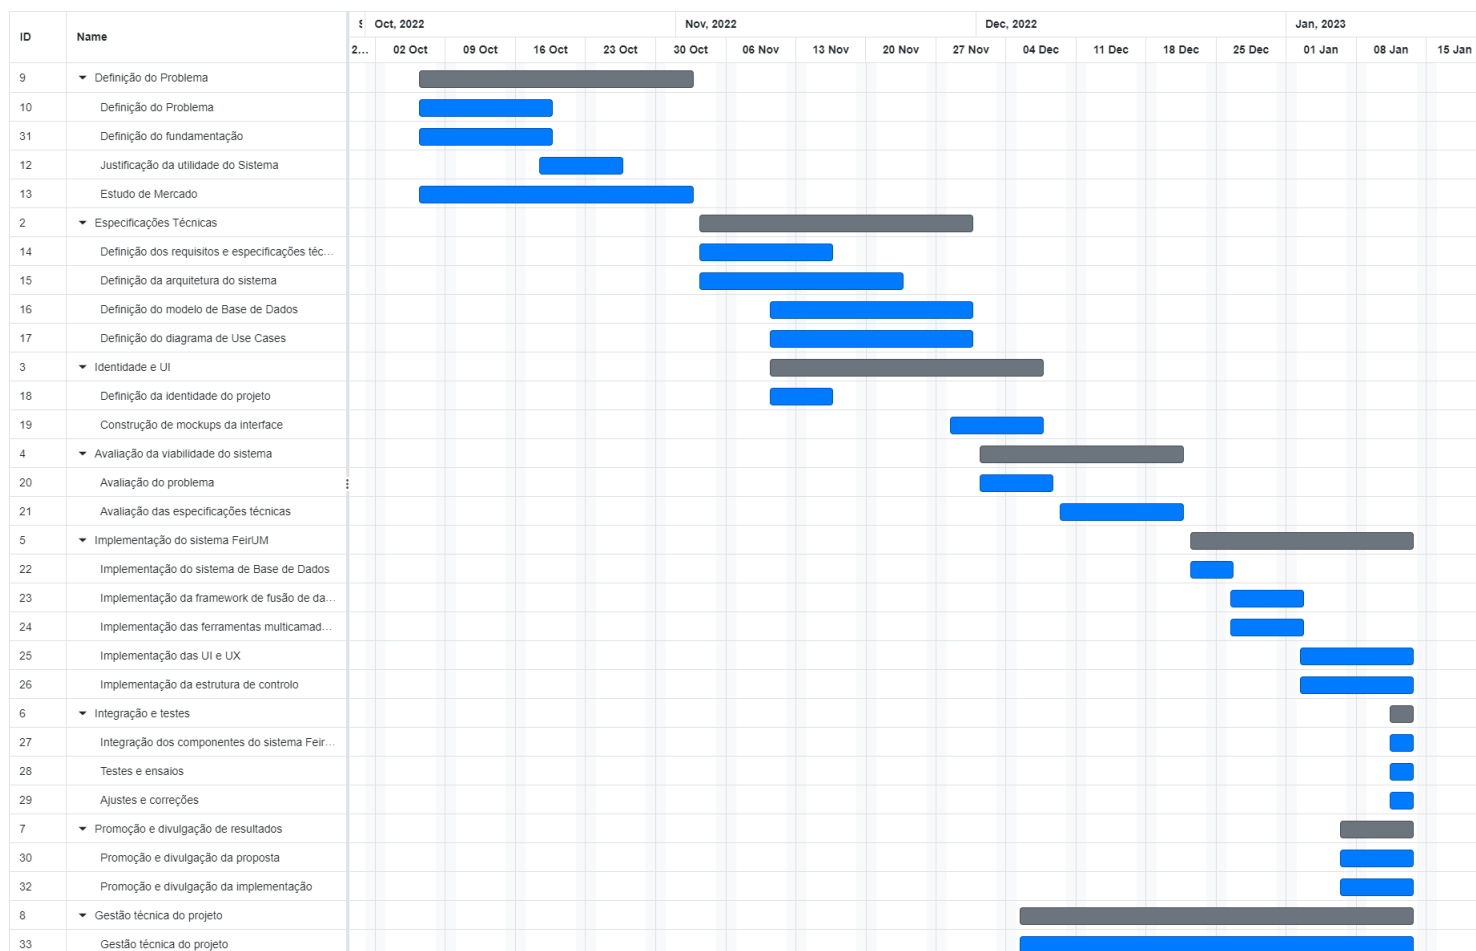 S Oct, 2022 Nov, 2022 Dec, 2022 Jan, 2023
ID Name
2... 02 Oct 09 Oct 16 Oct 23 Oct 30 Oct 06 Nov 13 Nov 20 Nov 27 Nov 04 Dec 11 Dec 18 Dec 25 Dec 01 Jan 08 Jan 15 Jan
9 Definição do Problema
10 Definição do Problema
31 Definição do fundamentação
12 Justificação da utilidade do Sistema
13 Estudo de Mercado
2 Especificações Técnicas
14 Definição dos requisitos e especificações téc...
15 Definição da arquitetura do sistema
16 Definição do modelo de Base de Dados
17 Definição do diagrama de Use Cases
3 Identidade e UI
18 Definição da identidade do projeto
19 Construção de mockups da interface
4 Avaliação da viabilidade do sistema
20 Avaliação do problema
21 Avaliação das especificações técnicas
5 Implementação do sistema FeirUM
22 Implementação do sistema de Base de Dados
23 Implementação da framework de fusão de da...
24 Implementação das ferramentas multicamad...
25 Implementação das UI e UX
26 Implementação da estrutura de controlo
6 Integração e testes
27 Integração dos componentes do sistema Feir...
28 Testes e ensaios
29 Ajustes e correções
7 Promoção e divulgação de resultados
30 Promoção e divulgação da proposta
32 Promoção e divulgação da implementação
8 Gestão técnica do projeto
33 Gestão técnica do projeto